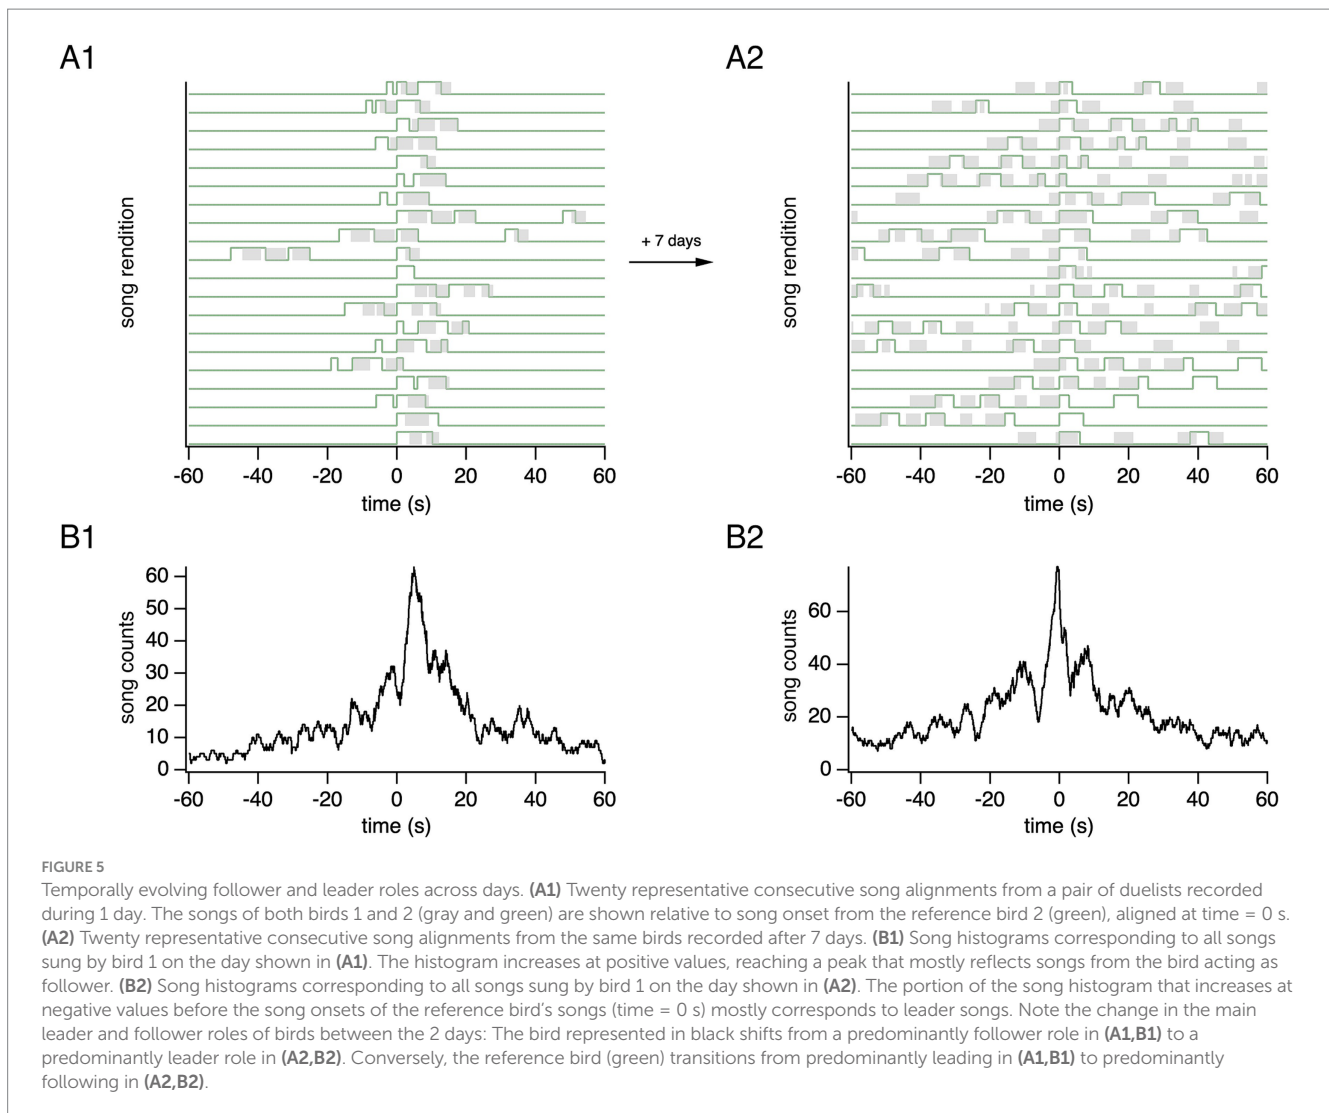 A1
A2
song rendition
-60 -40 -20 0 20 40 60
time (s)
+ 7 days
song rendition
-60 -40 -20 0 20 40 60
time (s)
B1
B2
song counts
60
50
40
30
20
10
0
-60 -40 -20 0 20 40 60
time (s)
song counts
60
40
20
0
-60 -40 -20 0 20 40 60
time (s)
FIGURE 5
Temporally evolving follower and leader roles across days. (A1) Twenty representative consecutive song alignments from a pair of duelists recorded
during 1 day. The songs of both birds 1 and 2 (gray and green) are shown relative to song onset from the reference bird 2 (green), aligned at time = 0 s.
(A2) Twenty representative consecutive song alignments from the same birds recorded after 7 days. (B1) Song histograms corresponding to all songs
sung by bird 1 on the day shown in (A1). The histogram increases at positive values, reaching a peak that mostly reflects songs from the bird acting as
follower. (B2) Song histograms corresponding to all songs sung by bird 1 on the day shown in (A2). The portion of the song histogram that increases at
negative values before the song onsets of the reference bird's songs (time = 0 s) mostly corresponds to leader songs. Note the change in the main
leader and follower roles of birds between the 2 days: The bird represented in black shifts from a predominantly follower role in (A1,B1) to a
predominantly leader role in (A2,B2). Conversely, the reference bird (green) transitions from predominantly leading in (A1,B1) to predominantly
following in (A2,B2).